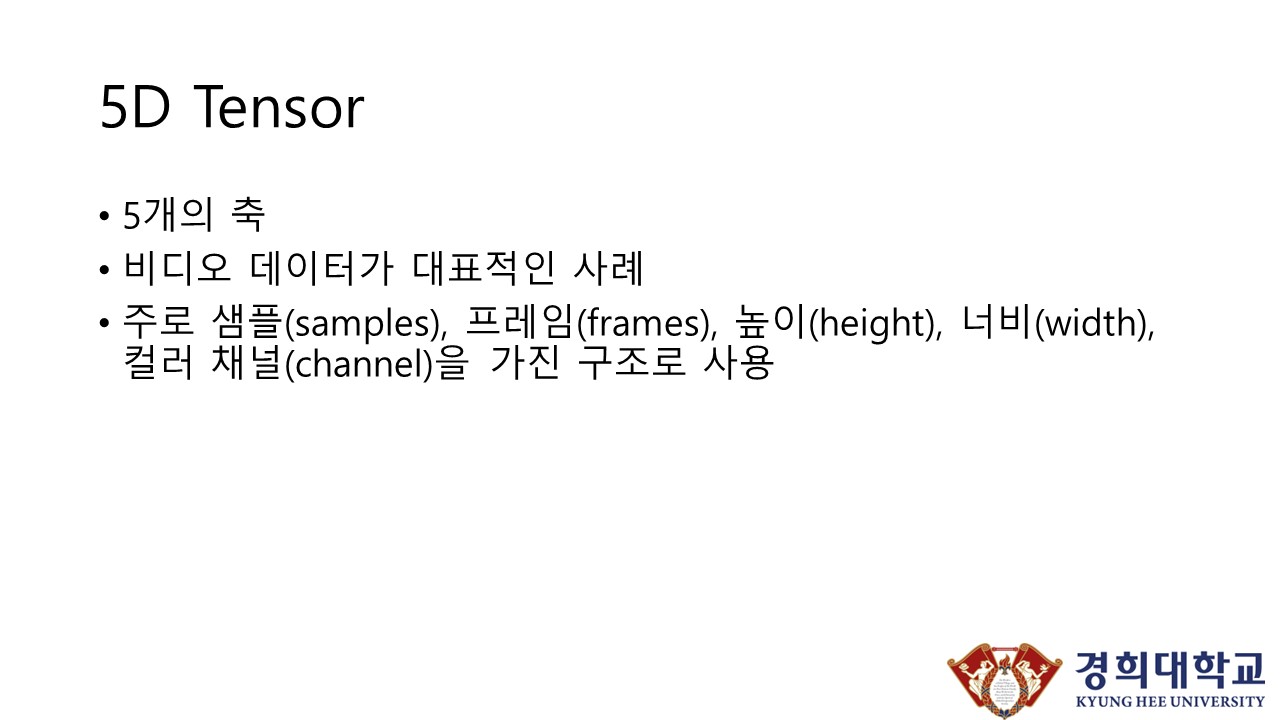 5D Tensor
• 5개의 축
• 비디오 데이터가 대표적인 사례
• 주로 샘플(samples), 프레임(frames), 높이(height), 너비(width),
컬러 채널(channel)을 가진 구조로 사용
경희대학교
KYUNG HEE UNIVERSITY